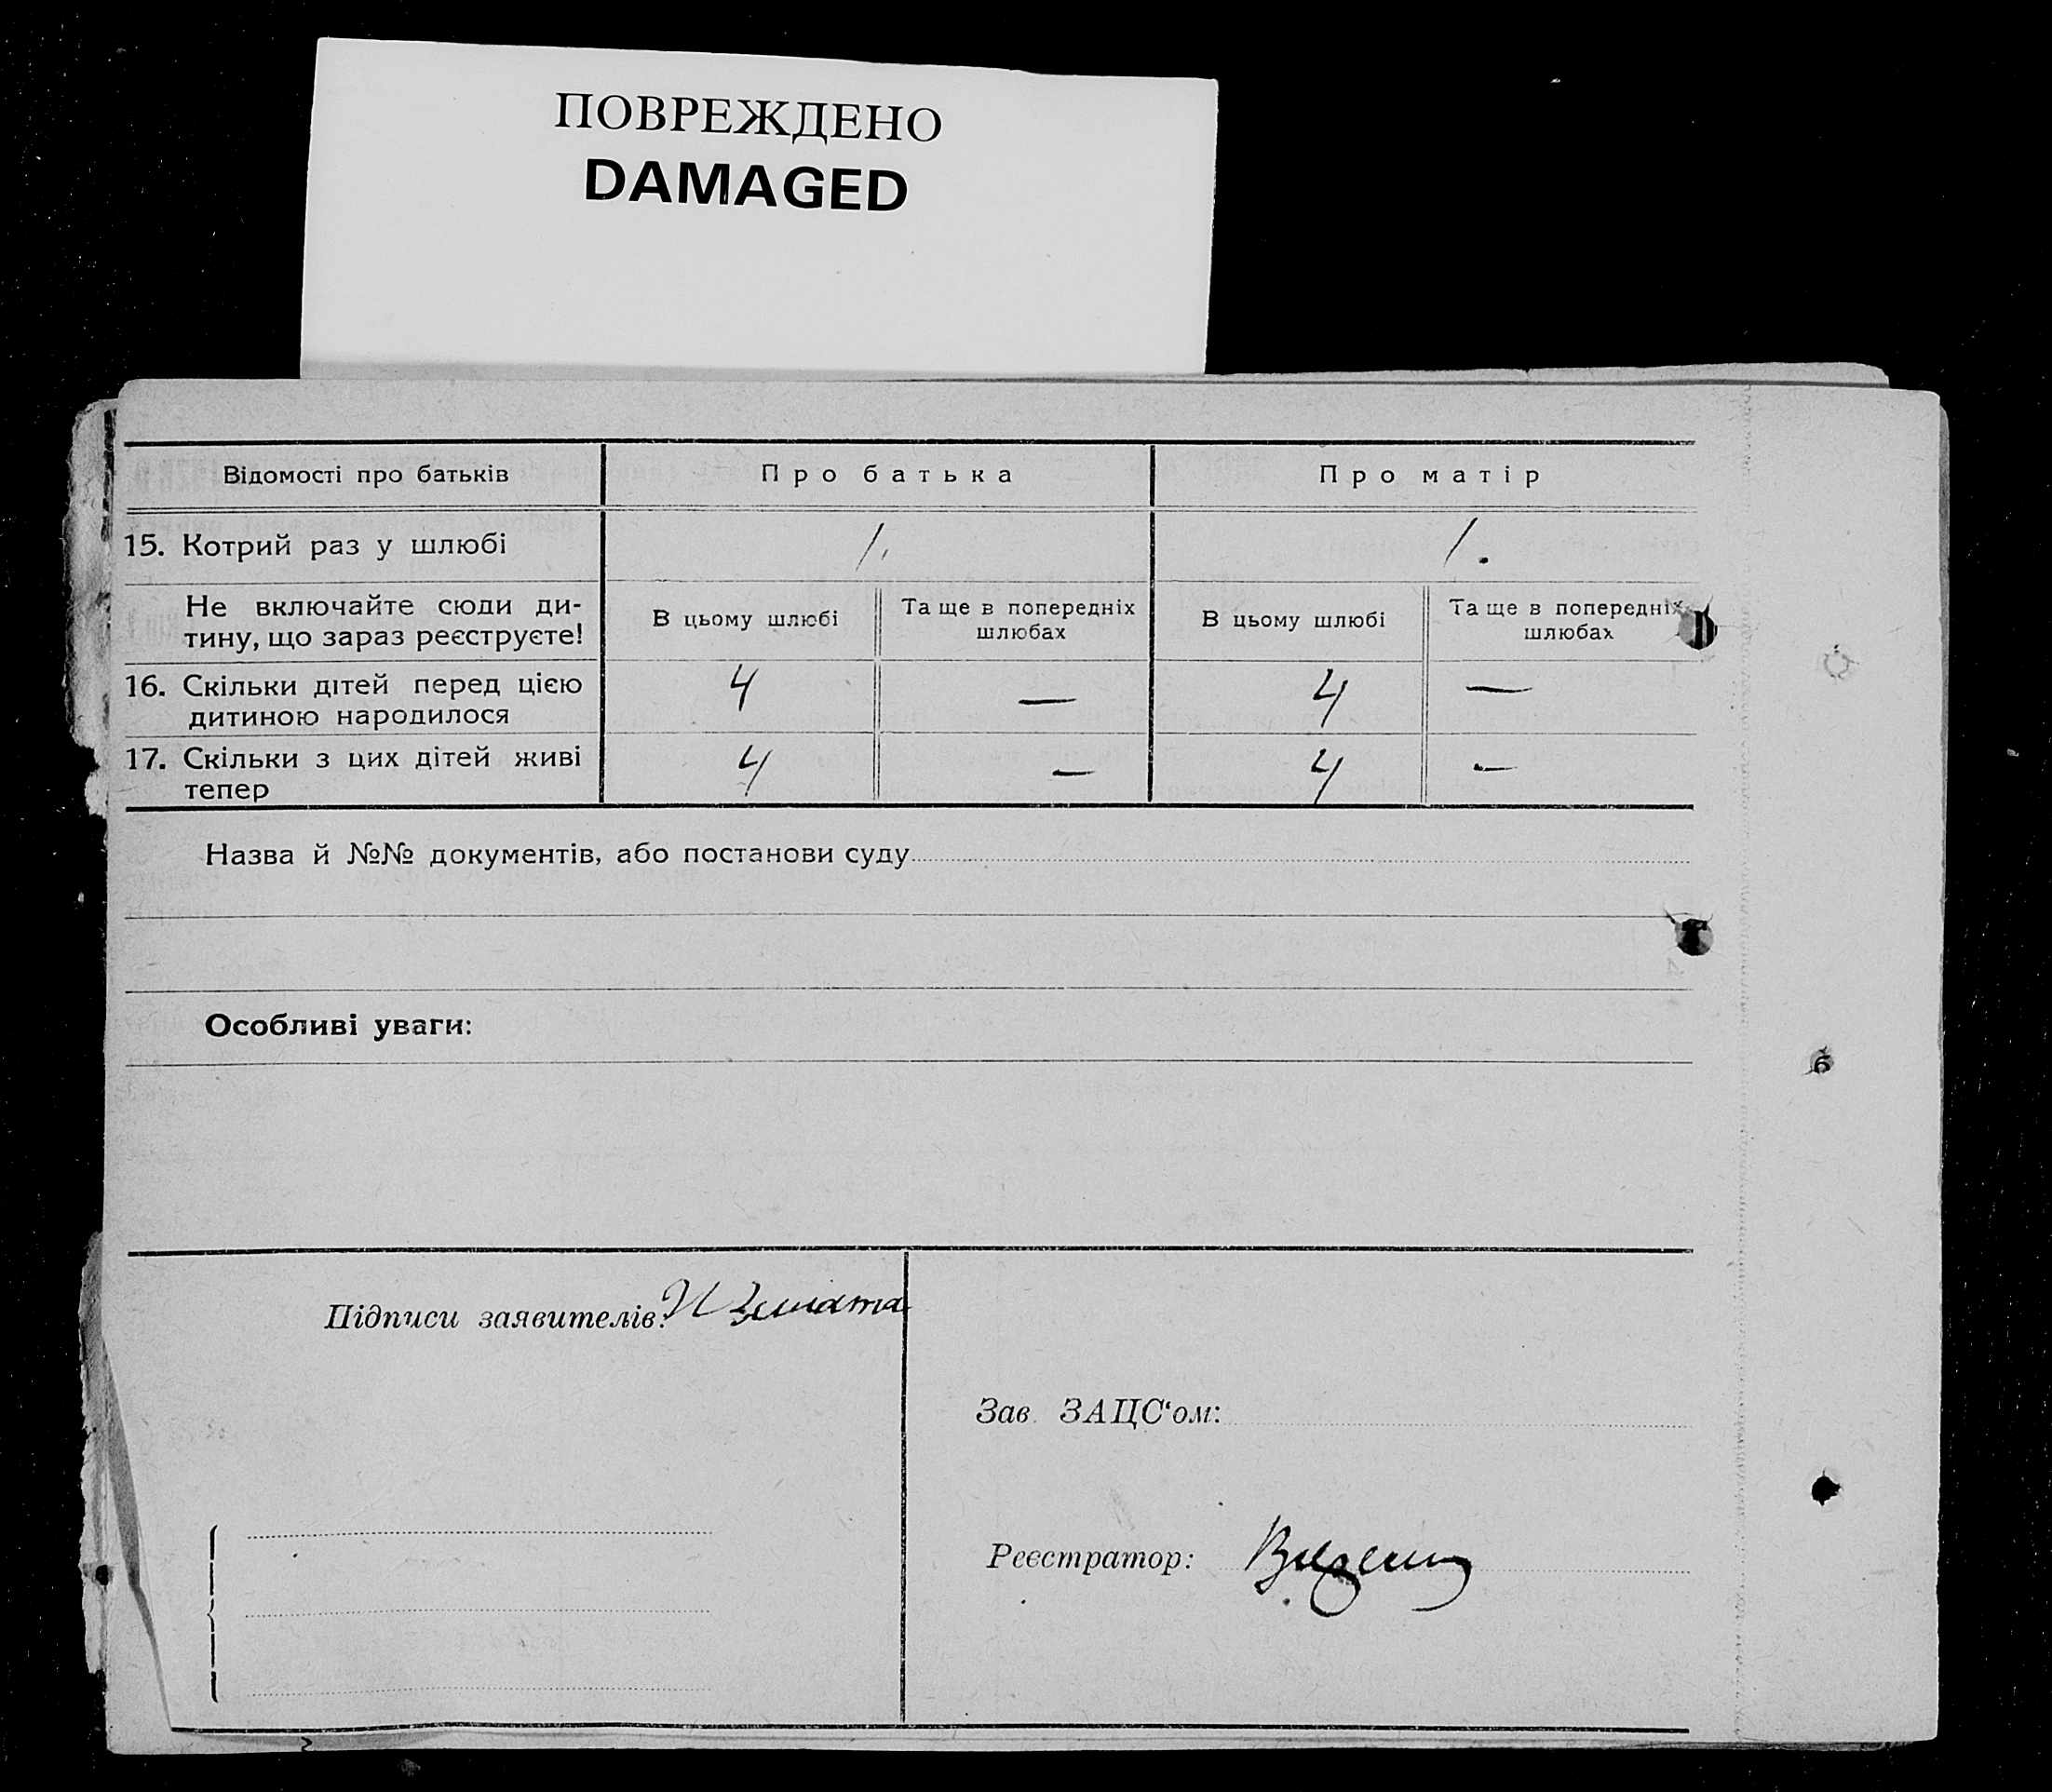 ПОВРЕЖДЕНО
DAMAGED
Відомості про батьків
Про батька
Про матір
15. Котрий раз у шлюбі
1.
1.
Не включайте сюди ди-
тину, що зараз реєструєте!
В цьому шлюбі
Та ще в попередніх
шлюбах
В цьому шлюбі
Та ще в попередніх
шлюбах
16. Скільки дітей перед цією
дитиною народилося
4
—
4
—
17. Скільки з цих дітей живі
тепер
4
—
4
—
Назва й №№ документів, або постанови суду
Особливі уваги:
Підписи заявителів:
Зав. ЗАЦС‘ом:
Реєстратор: